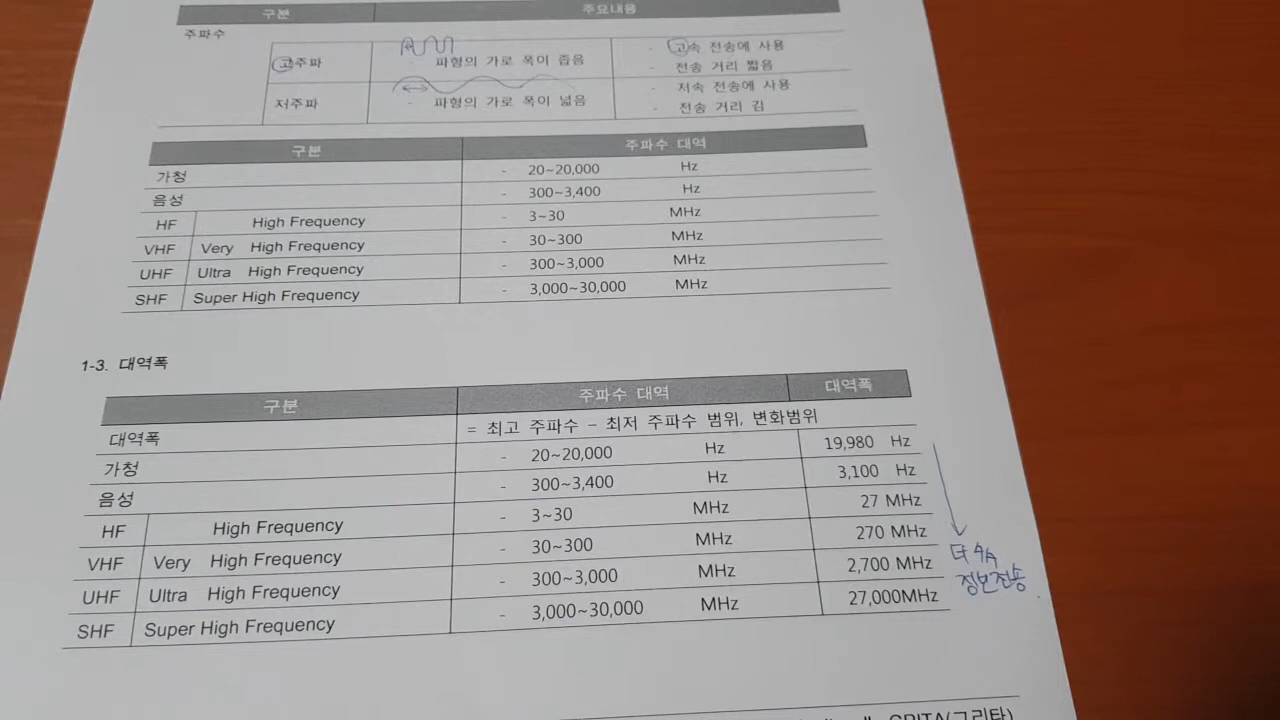 구분 주요내용
주파수
고주파 - 파형의 가로 폭이 좁음 - 고속 전송에 사용
- 전송 거리 짧음
저주파 - 파형의 가로 폭이 넓음 - 저속 전송에 사용
- 전송 거리 김
구분 주파수 대역
가청 - 20~20,000 Hz
음성 - 300~3,400 Hz
HF High Frequency - 3~30 MHz
VHF Very High Frequency - 30~300 MHz
UHF Ultra High Frequency - 300~3,000 MHz
SHF Super High Frequency - 3,000~30,000 MHz
1-3. 대역폭
구분 주파수 대역 대역폭
대역폭 = 최고 주파수 – 최저 주파수 범위, 변화범위
가청 - 20~20,000 Hz 19,980 Hz
음성 - 300~3,400 Hz 3,100 Hz
HF High Frequency - 3~30 MHz 27 MHz
VHF Very High Frequency - 30~300 MHz 270 MHz
UHF Ultra High Frequency - 300~3,000 MHz 2,700 MHz
SHF Super High Frequency - 3,000~30,000 MHz 27,000MHz
정보전송
GRITA(그리타)